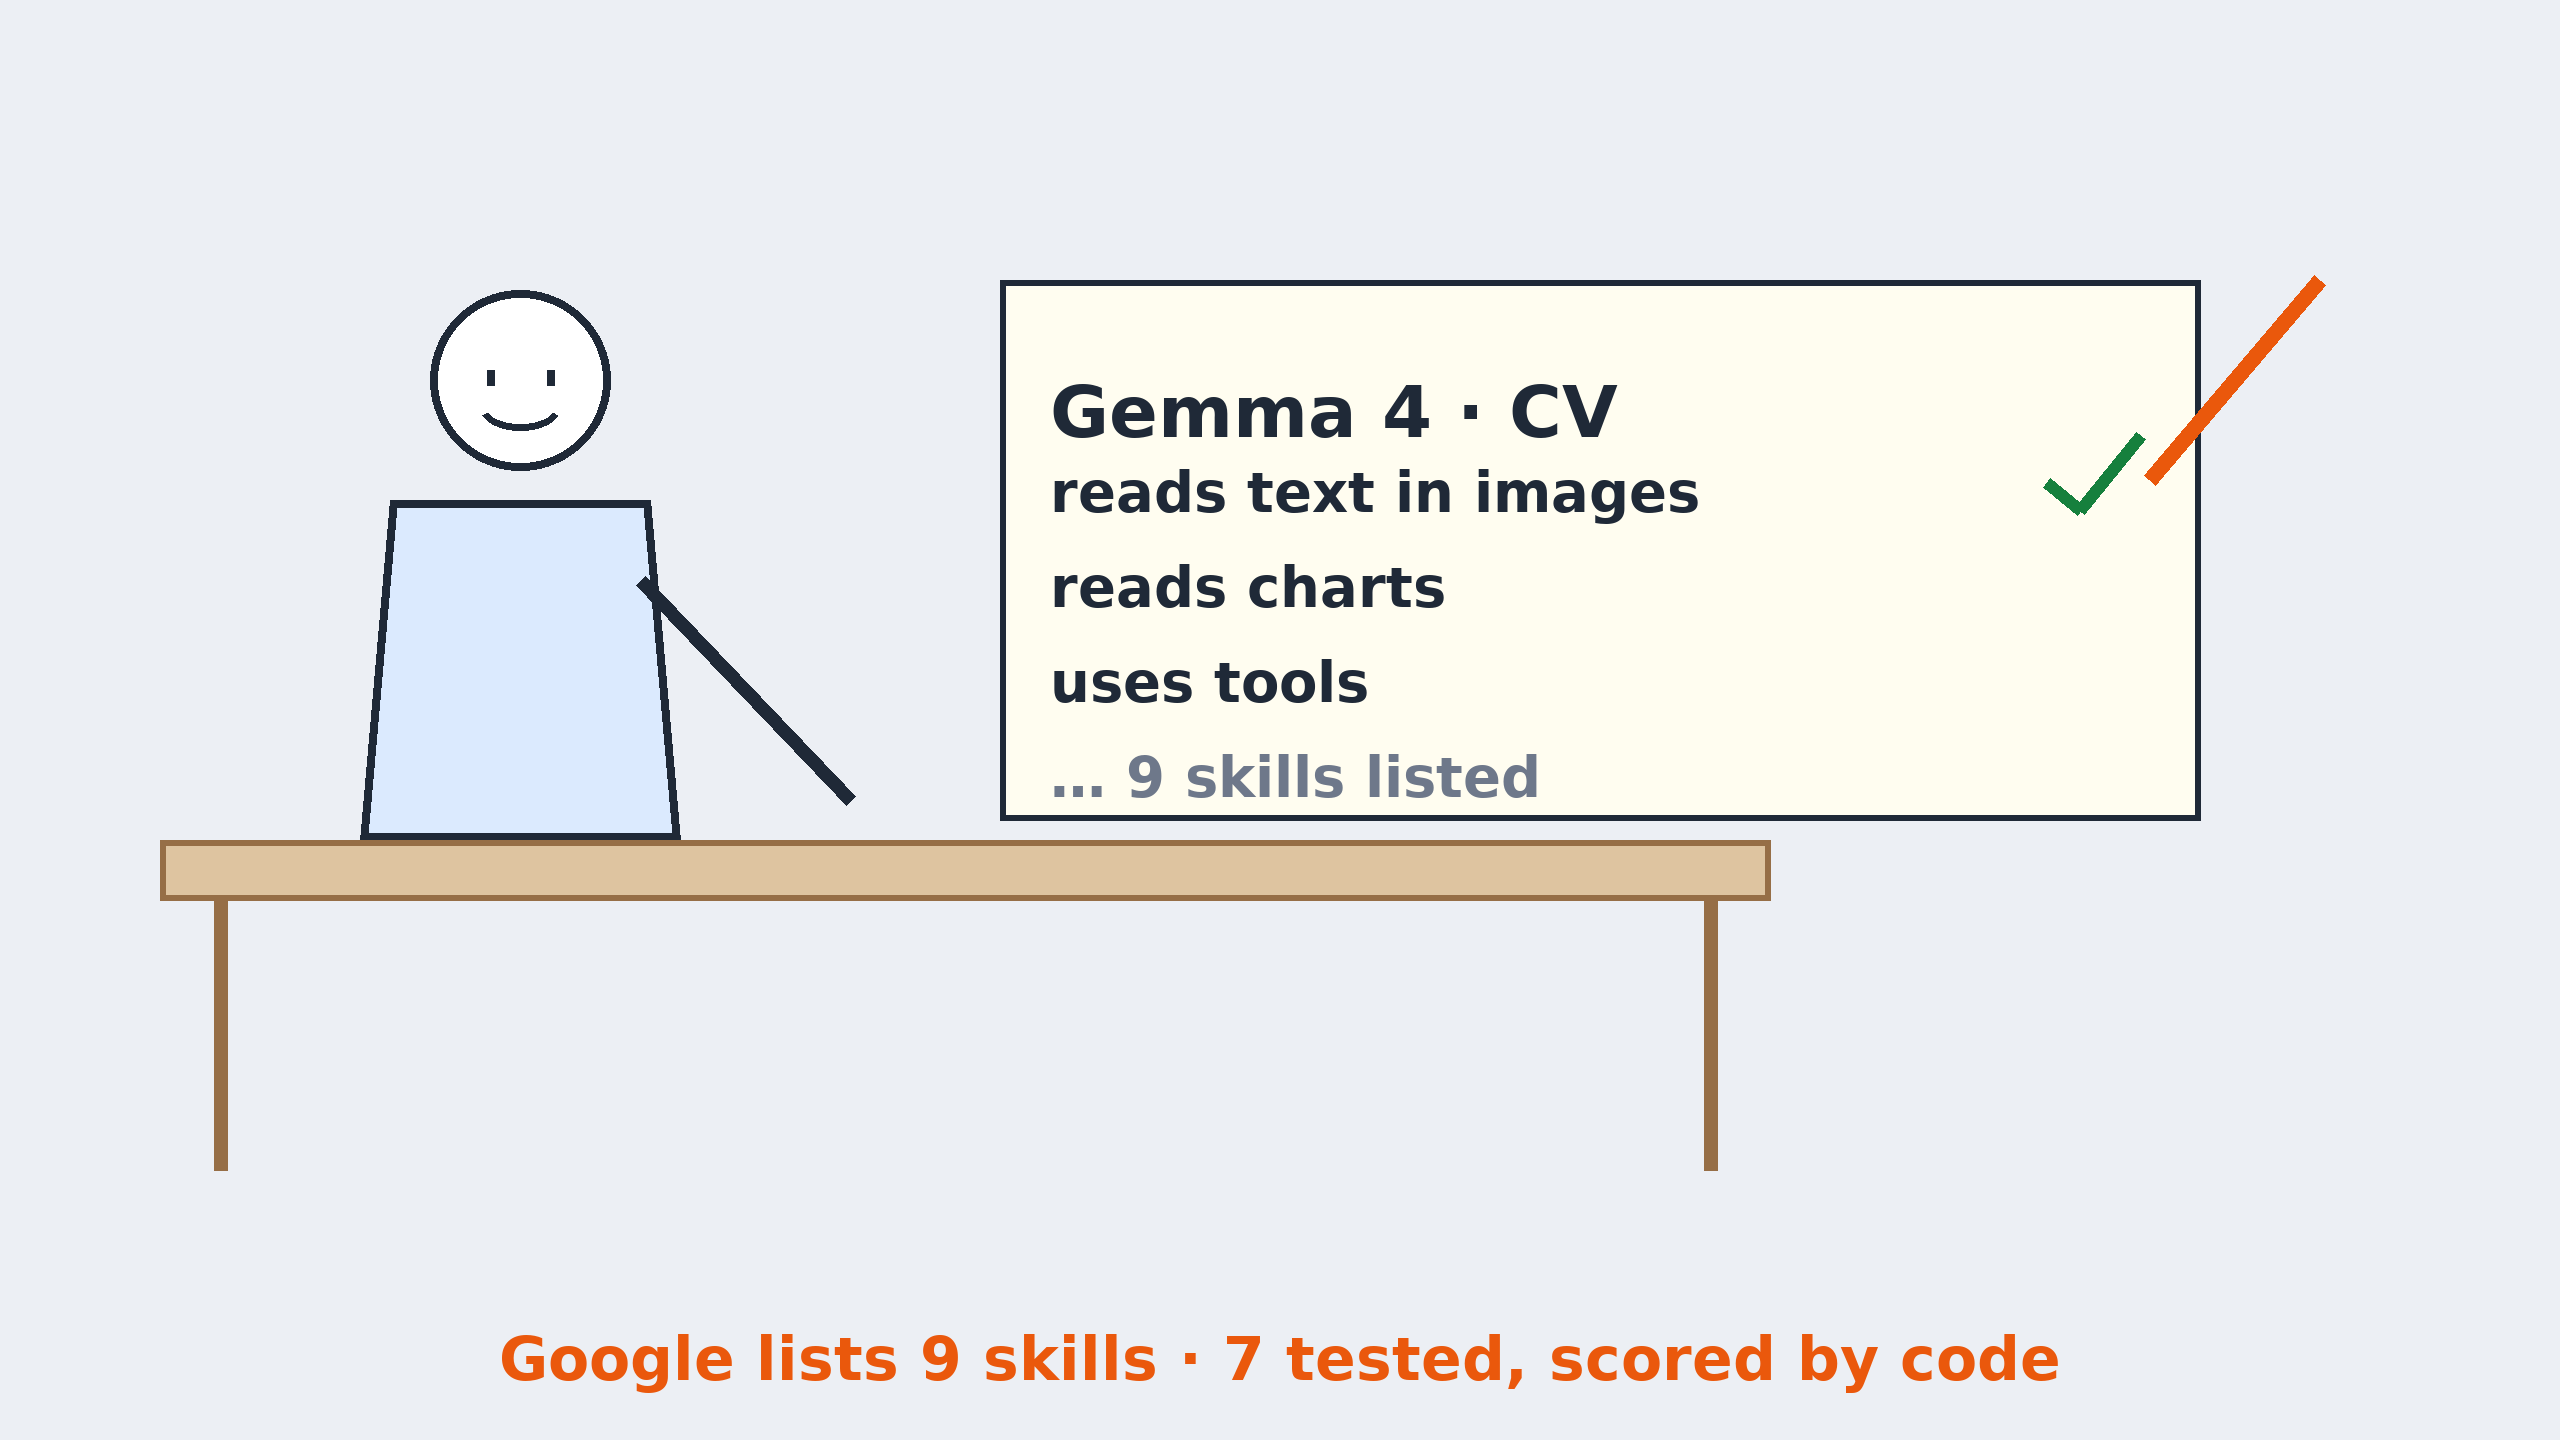 Gemma 4 · CV
reads text in images
reads charts
uses tools
… 9 skills listed
Google lists 9 skills · 7 tested, scored by code